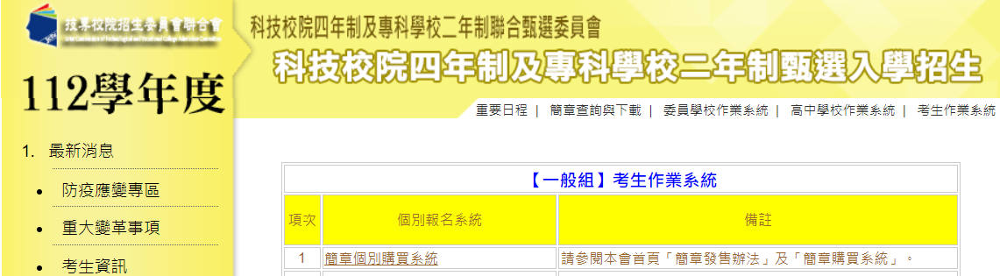 技專校院招生委員會聯合會
科技校院四年制及專科學校二年制聯合甄選委員會
科技校院四年制及專科學校二年制甄選入學招生
112學年度
重要日程 | 簡章查詢與下載 | 委員學校作業系統 | 高中學校作業系統 | 考生作業系統
1. 最新消息
• 防疫應變專區
• 重大變革事項
• 考生資訊
【一般組】考生作業系統
項次 個別報名系統 備註
1 簡章個別購買系統 請參閱本會首頁「簡章發售辦法」及「簡章購買系統」。